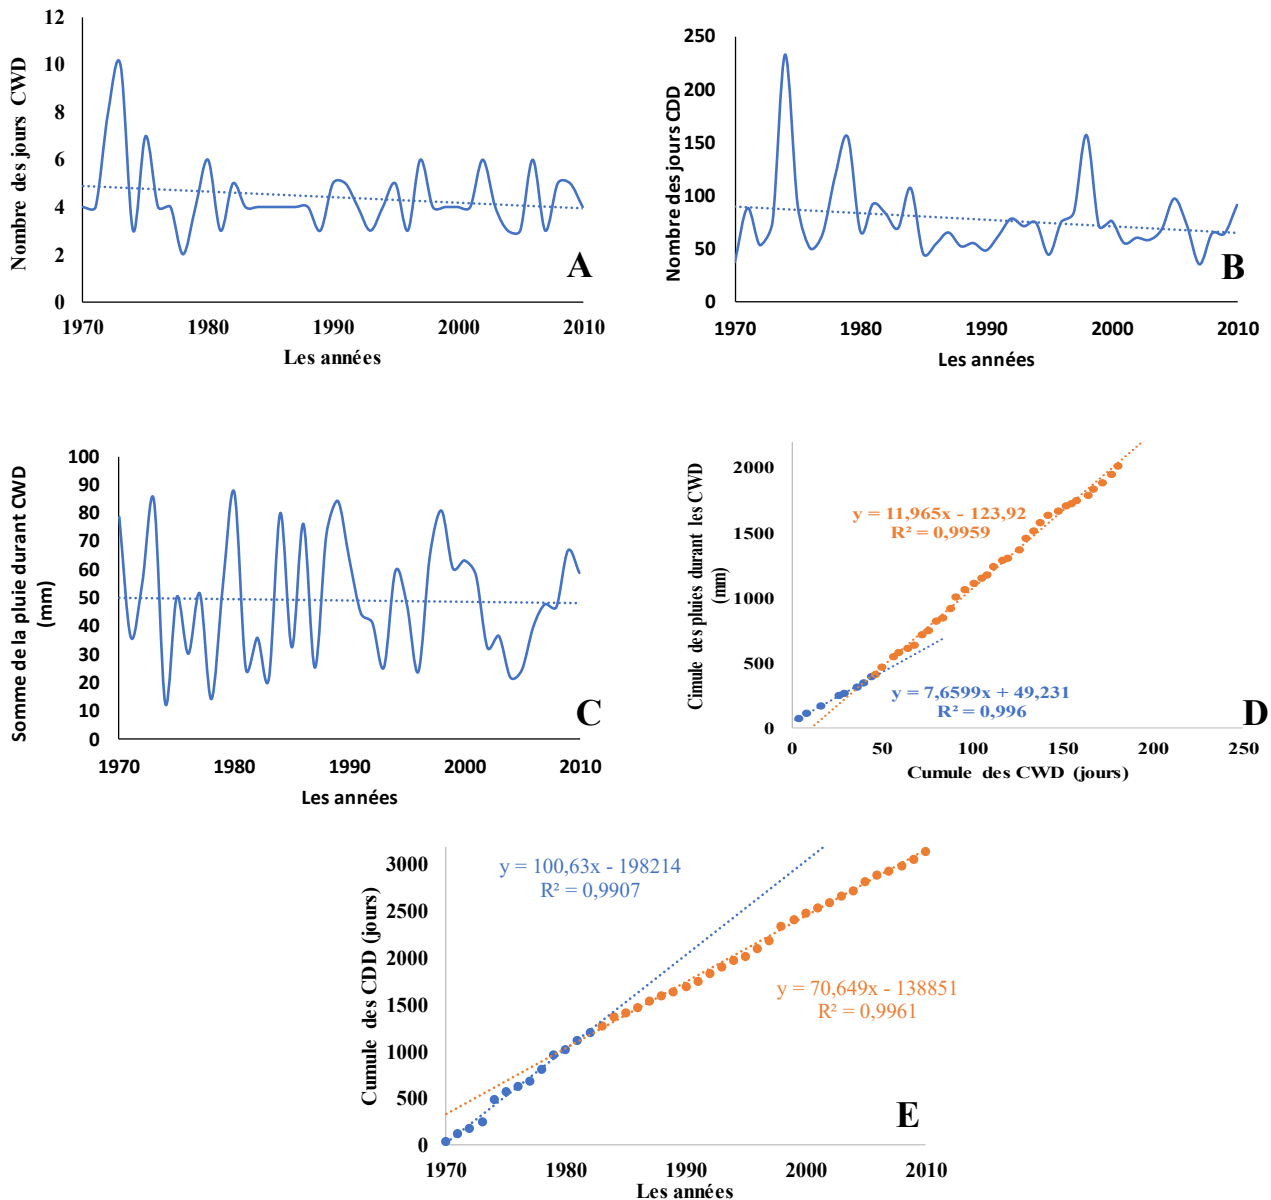 12
10
8
6
4
2
0
Nombre des jours CWD
1970
1980
1990
2000
2010
Les années
A
250
200
150
100
50
0
Nombre des jours CDD
1970
1980
1990
2000
2010
Les années
B
100
90
80
70
60
50
40
30
20
10
0
Somme de la pluie durant CWD
(mm)
1970
1980
1990
2000
2010
Les années
C
2000
1500
1000
500
0
Cimule des pluies durant les CWD
(mm)
y = 11,965x - 123,92
R² = 0,9959
y = 7,6599x + 49,231
R² = 0,996
0
50
100
150
200
250
Cumule des CWD (jours)
D
3000
2500
2000
1500
1000
500
0
Cumule des CDD (jours)
y = 100,63x - 198214
R² = 0,9907
y = 70,649x - 138851
R² = 0,9961
1970
1980
1990
2000
2010
Les années
E